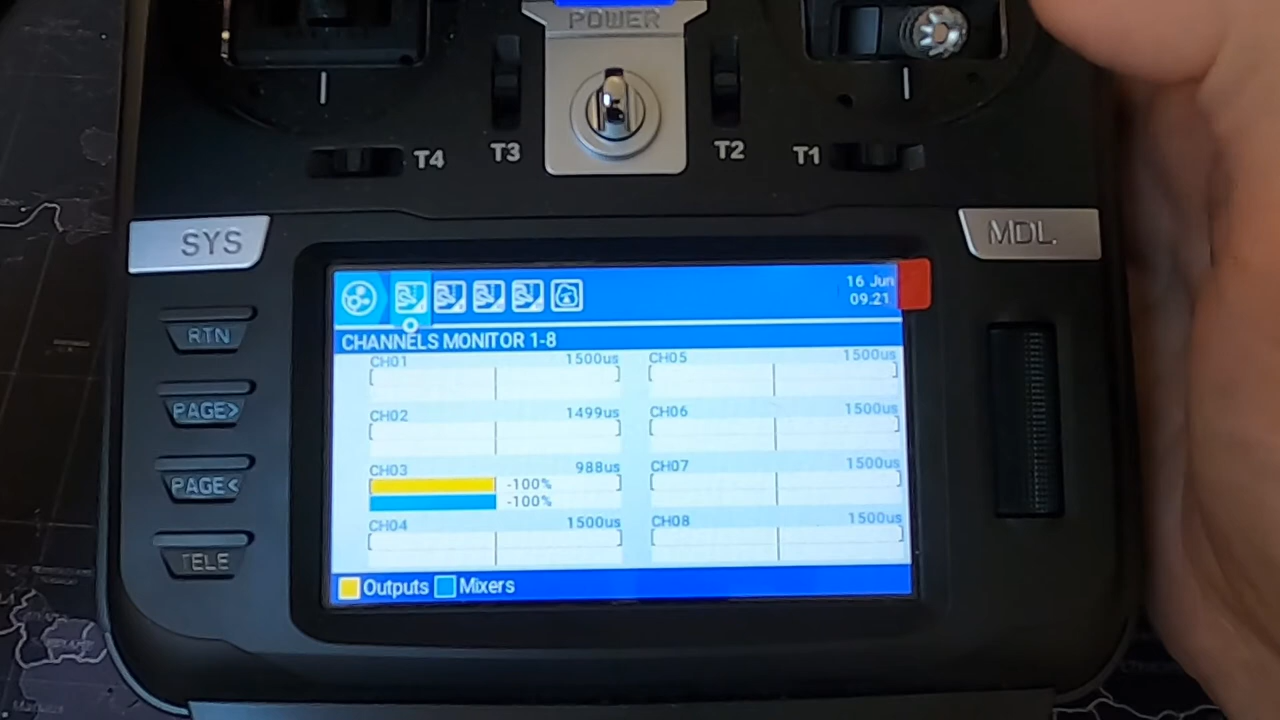 POWER
T4
T3
T2
T1
SYS
MDL
16 Jun
09.21
CHANNELS MONITOR 1-8
CH01 1500us
CH05 1500us
CH02 1499us
CH06 1500us
CH03 988us
-100%
-100%
CH07 1500us
CH04 1500us
CH08 1500us
Outputs Mixers
RTN
PAGE>
PAGE<
TELE